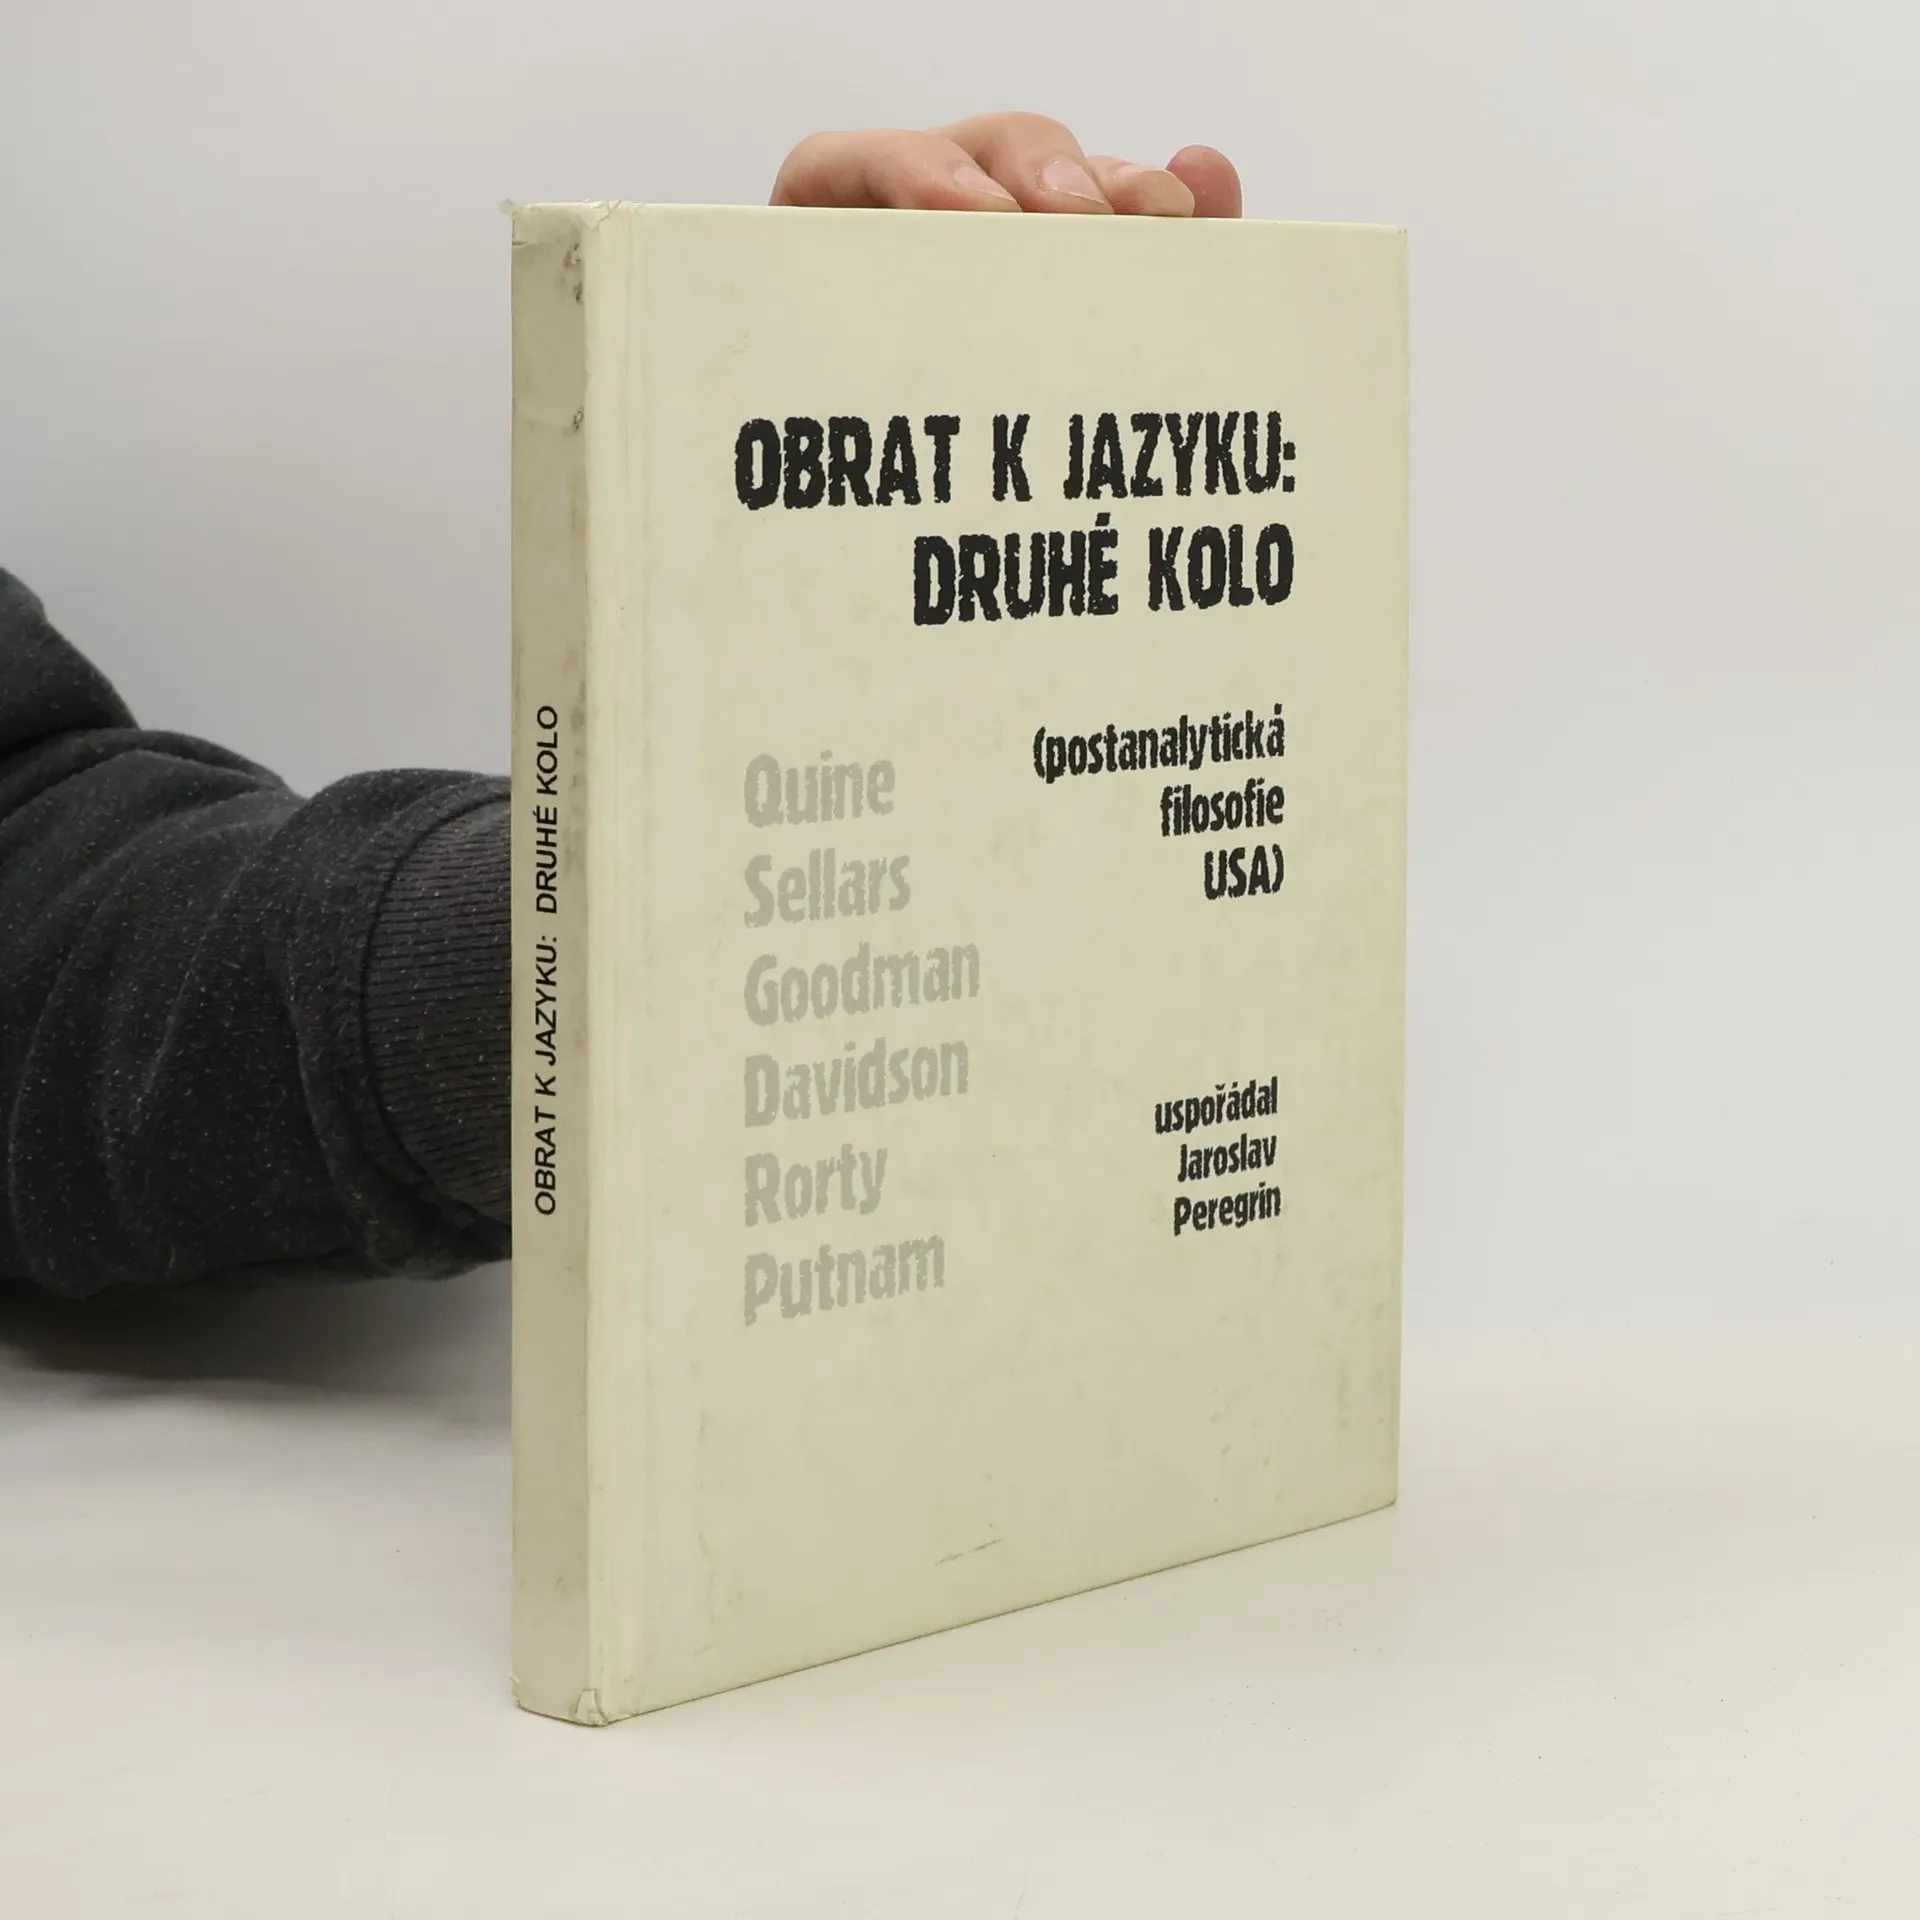 OBRAT K JAZYKU: DRUHÉ KOLO
OBRAT K JAZYKU:
DRUHÉ KOLO
(postanalytická
filosofie
USA)
Quine
Sellars
Goodman
Davidson
Rorty
Putnam
uspořádal
Jaroslav
Peregrin